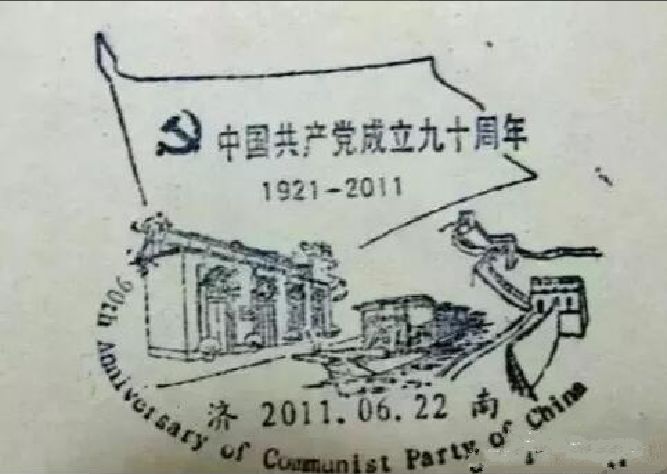 中国共产党成立九十周年
1921-2011
济 2011.06.22 南
90th Anniversary of Communist Party of China